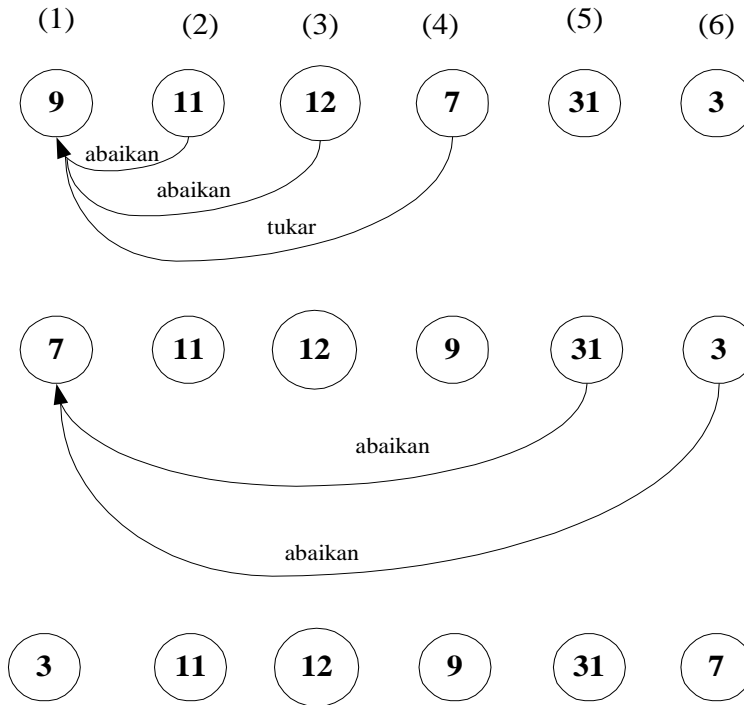 (1) (2) (3) (4) (5) (6)
9 11 12 7 31 3
abaikan
abaikan
tukar
7 11 12 9 31 3
abaikan
abaikan
3 11 12 9 31 7